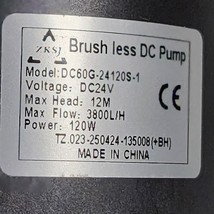 ZKSJ
Brush less DC Pump
Model:DC60G-24120S-1
Voltage: DC24V
Max Head: 12M
Max Flow: 3800L/H
Power: 120W
CE
TZ.023-250424-135008(+BH)
MADE IN CHINA